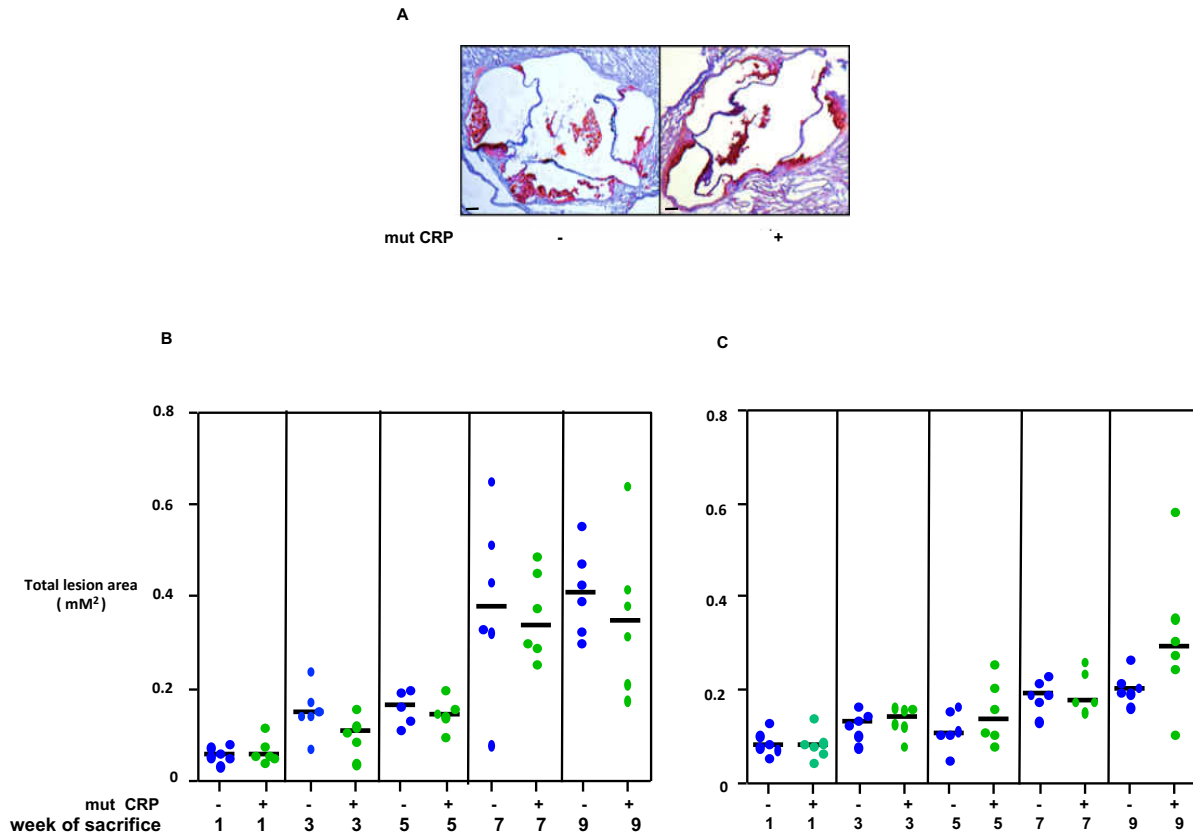 A
mut CRP - +
B
C
0.8
0.6
Total lesion area
( mM²)
0.4
0.2
0
mut CRP - + - + - + - + - +
week of sacrifice 1 1 3 3 5 5 7 7 9 9
0.8
0.6
0.4
0.2
0
- + - + - + - + - +
1 1 3 3 5 5 7 7 9 9